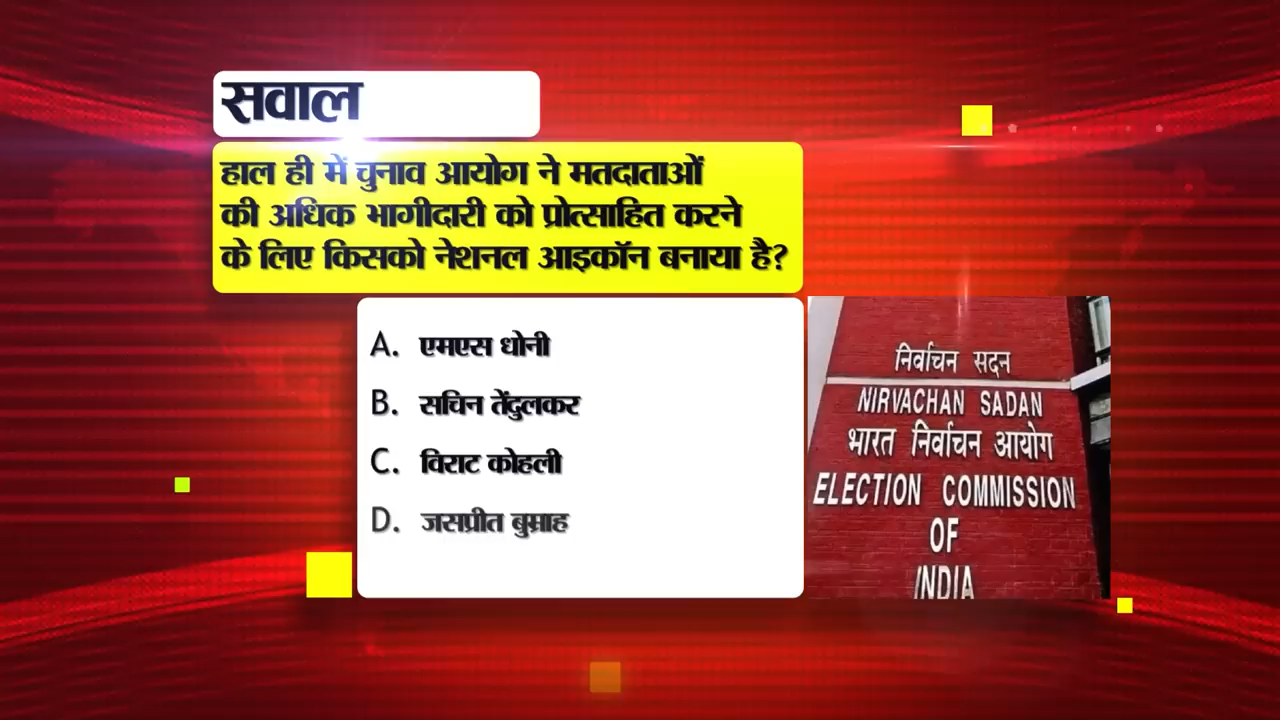 सवाल
हाल ही में चुनाव आयोग ने मतदाताओं
की अधिक भागीदारी को प्रोत्साहित करने
के लिए किसको नेशनल आइकॉन बनाया है?
A. एमएस धोनी
B. सचिन तेंदुलकर
C. विराट कोहली
D. जसप्रीत बुम्राह
निर्वाचन सदन
NIRVACHAN SADAN
भारत निर्वाचन आयोग
ELECTION COMMISSION
OF
INDIA